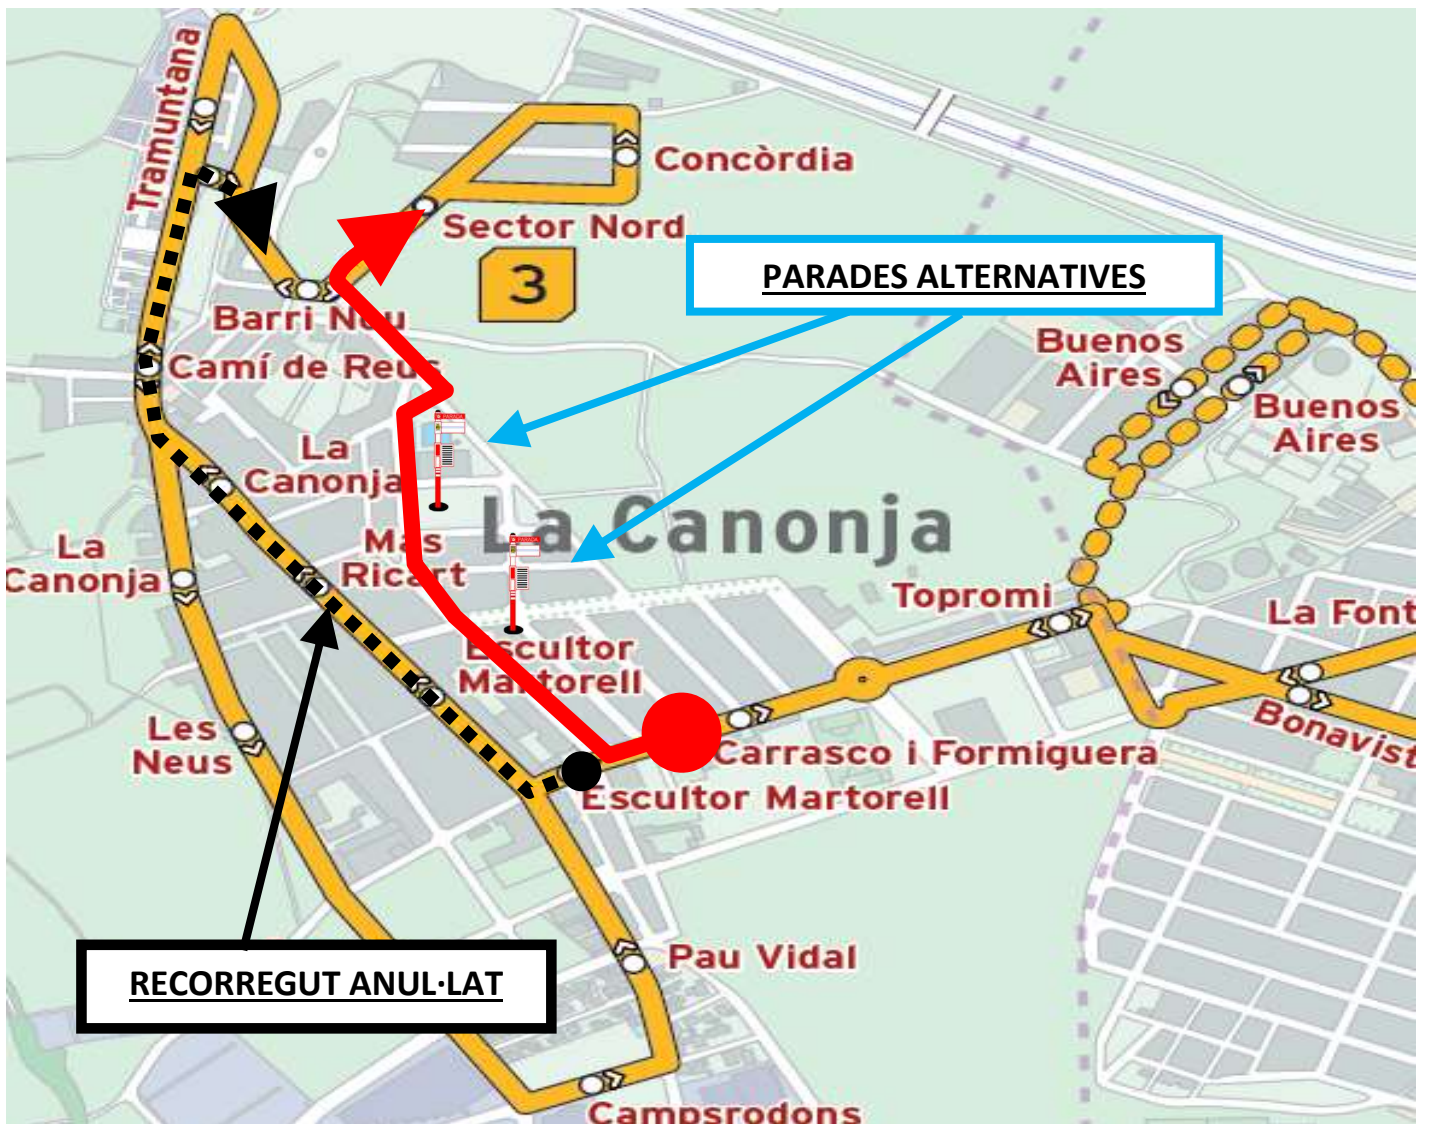 Tramuntana
Concòrdia
Sector Nord
3
PARADES ALTERNATIVES
Barri Nou
Camí de Reus
Buenos
Aires
Buenos
Aires
La
Canonja
PARADA
La Canonja
La
Canonja
Mas
Ricart
PARADA
Topromi
La Font
Escultor
Martorell
Les
Neus
Carrasco i Formiguera
Bonavist
Escultor Martorell
Pau Vidal
RECORREGUT ANUL·LAT
Campsrodons